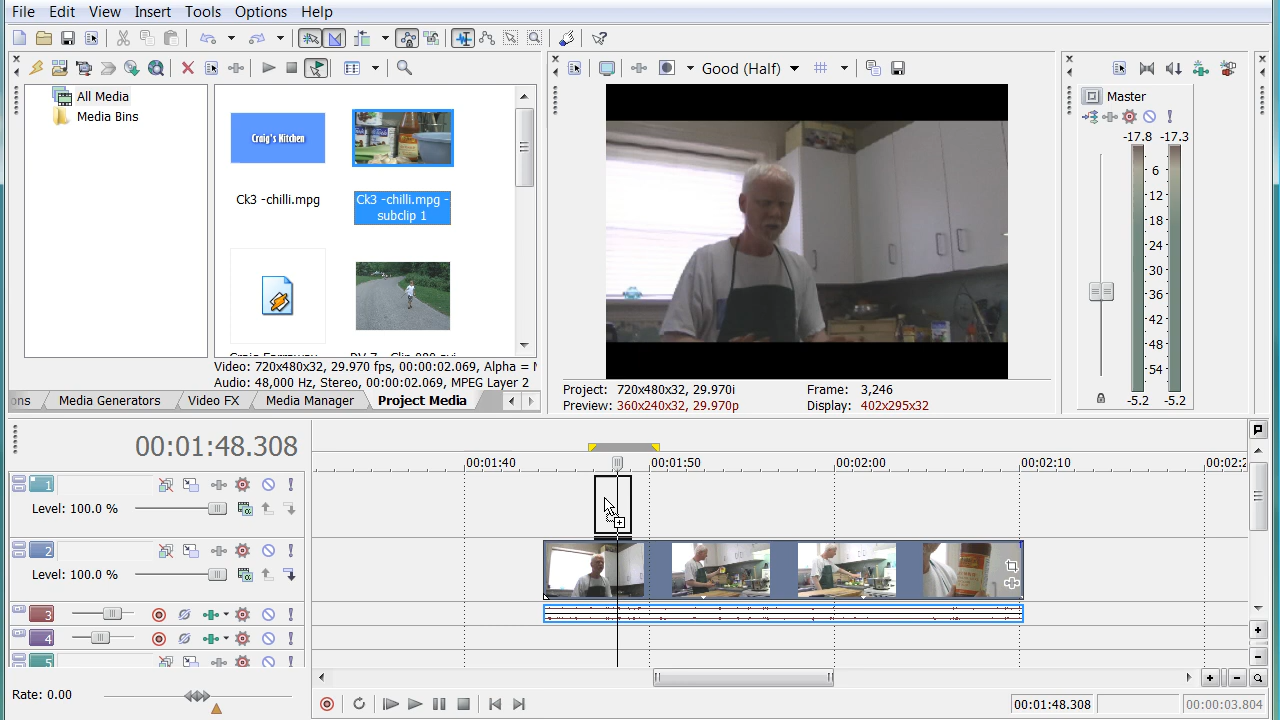 File Edit View Insert Tools Options Help
Good (Half)
All Media
Media Bins
Craig's Kitchen
Ck3 -chilli.mpg
Ck3 -chilli.mpg - subclip 1
Master
-17.8 -17.3
6
12
18
24
30
36
42
48
54
-5.2 -5.2
Video: 720x480x32, 29.970 fps, 00:00:02.069, Alpha =
Audio: 48,000 Hz, Stereo, 00:00:02.069, MPEG Layer 2
ons Media Generators Video FX Media Manager Project Media
Project: 720x480x32, 29.970i Frame: 3,246
Preview: 360x240x32, 29.970p Display: 402x295x32
00:01:48.308
00:01:40 00:01:50 00:02:00 00:02:10 00:02:2
1
Level: 100.0 %
2
Level: 100.0 %
3
4
5
Rate: 0.00
00:01:48.308 00:00:03.804